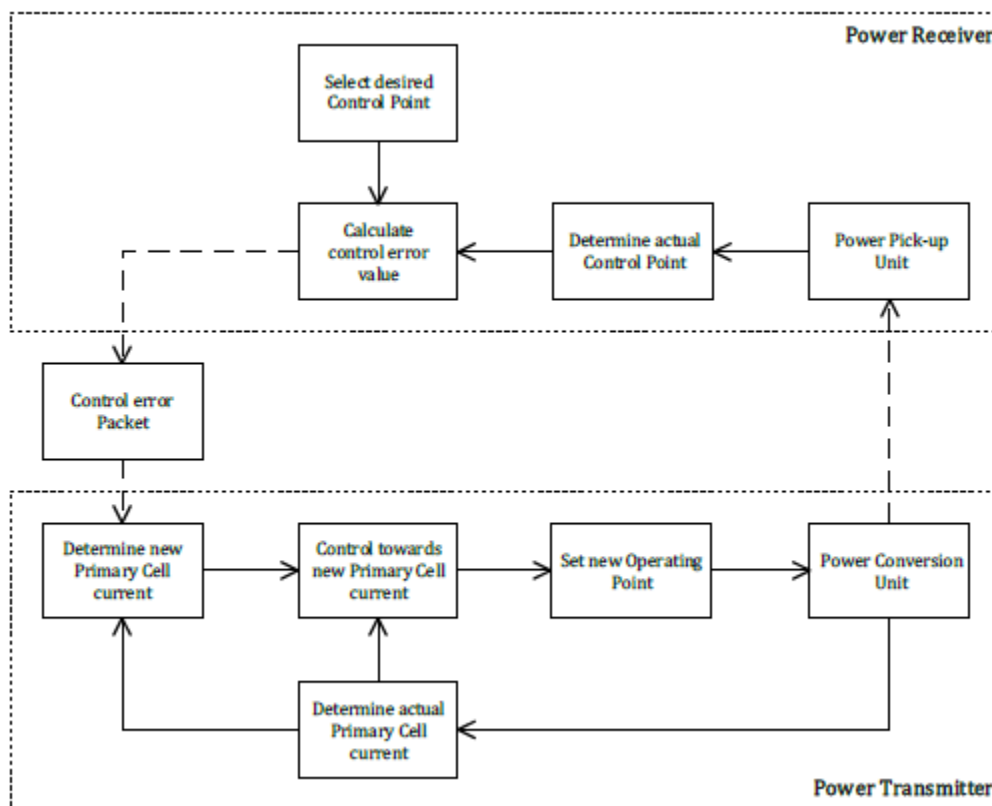 Power Receiver
Select desired
Control Point
Calculate
control error
value
Determine actual
Control Point
Power Pick-up
Unit
Control error
Packet
Determine new
Primary Cell
current
Control towards
new Primary Cell
current
Set new Operating
Point
Power Conversion
Unit
Determine actual
Primary Cell
current
Power Transmitter